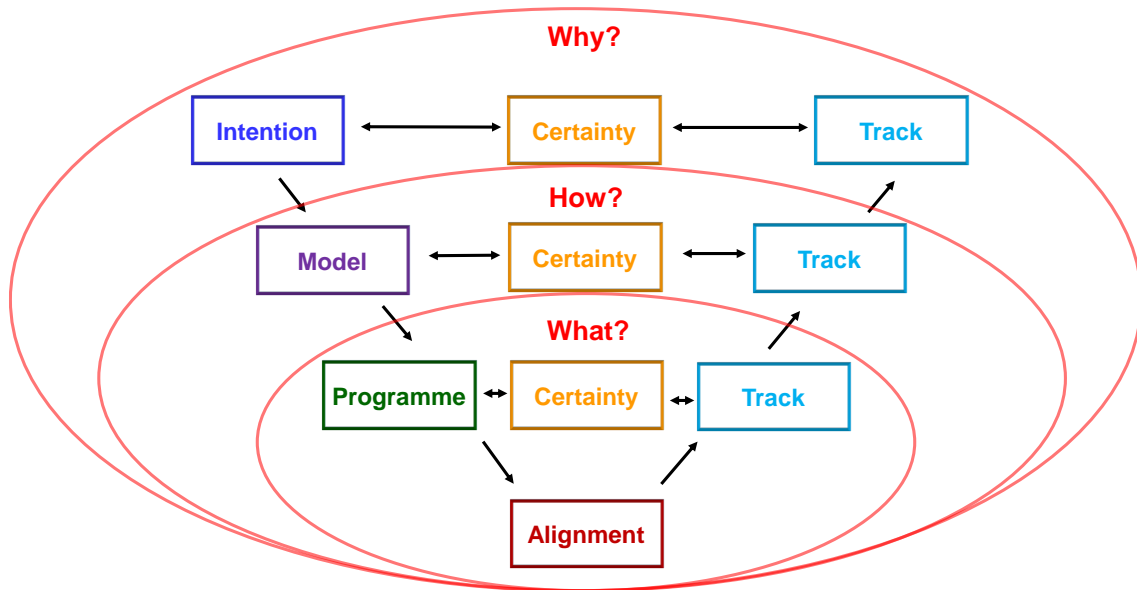 Why?
Intention
Certainty
Track
How?
Model
Certainty
Track
What?
Programme
Certainty
Track
Alignment